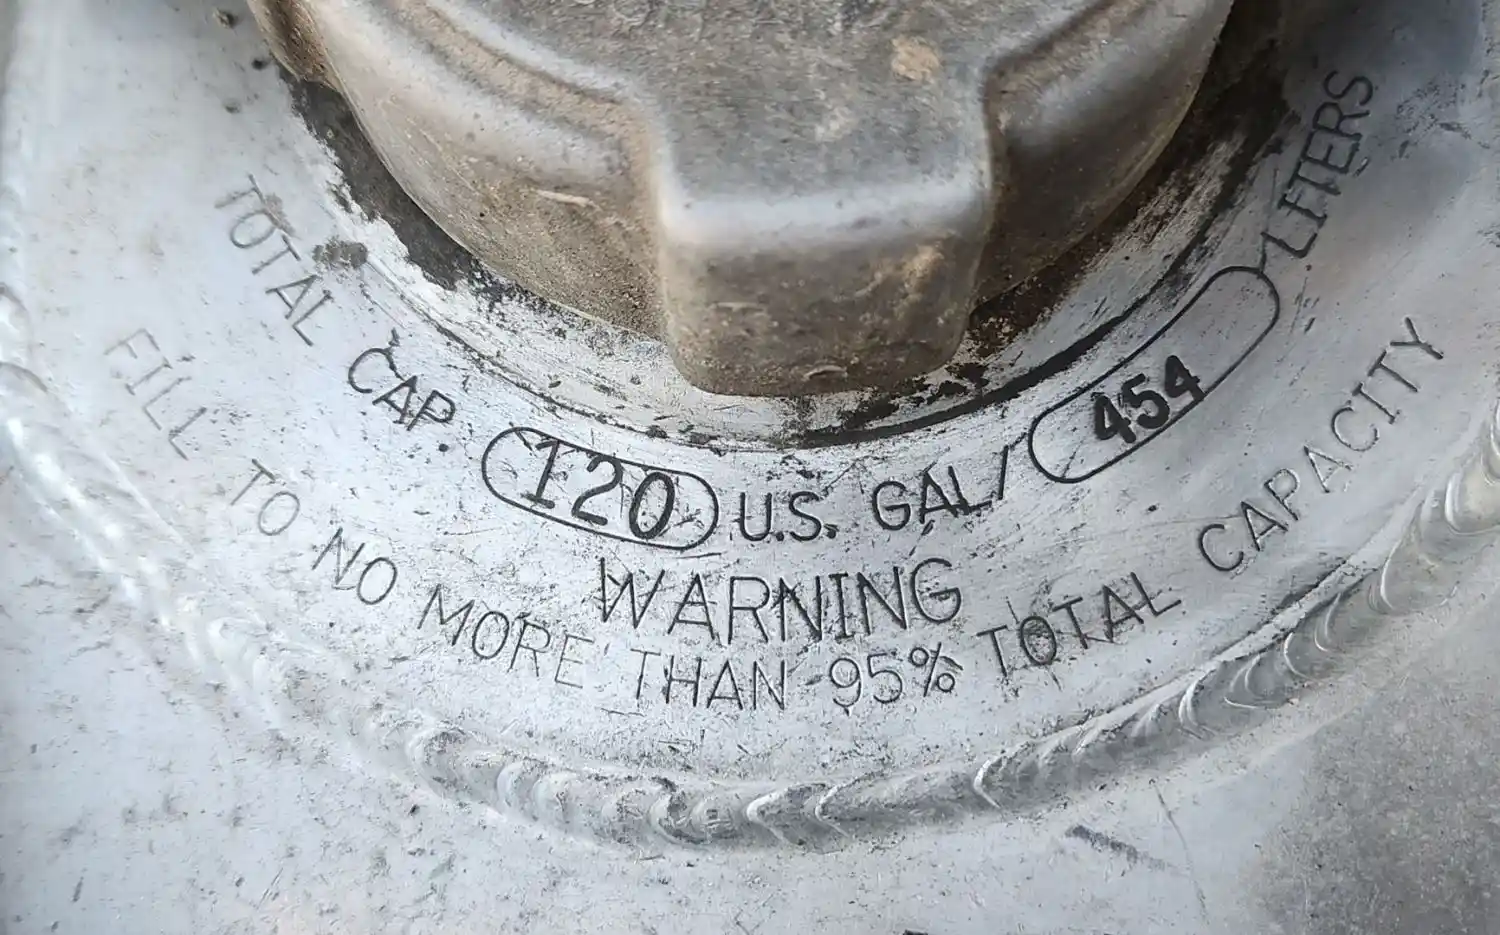 TOTAL CAP. 120 U.S. GAL/ 454 LITERS
WARNING
FILL TO NO MORE THAN 95% TOTAL CAPACITY